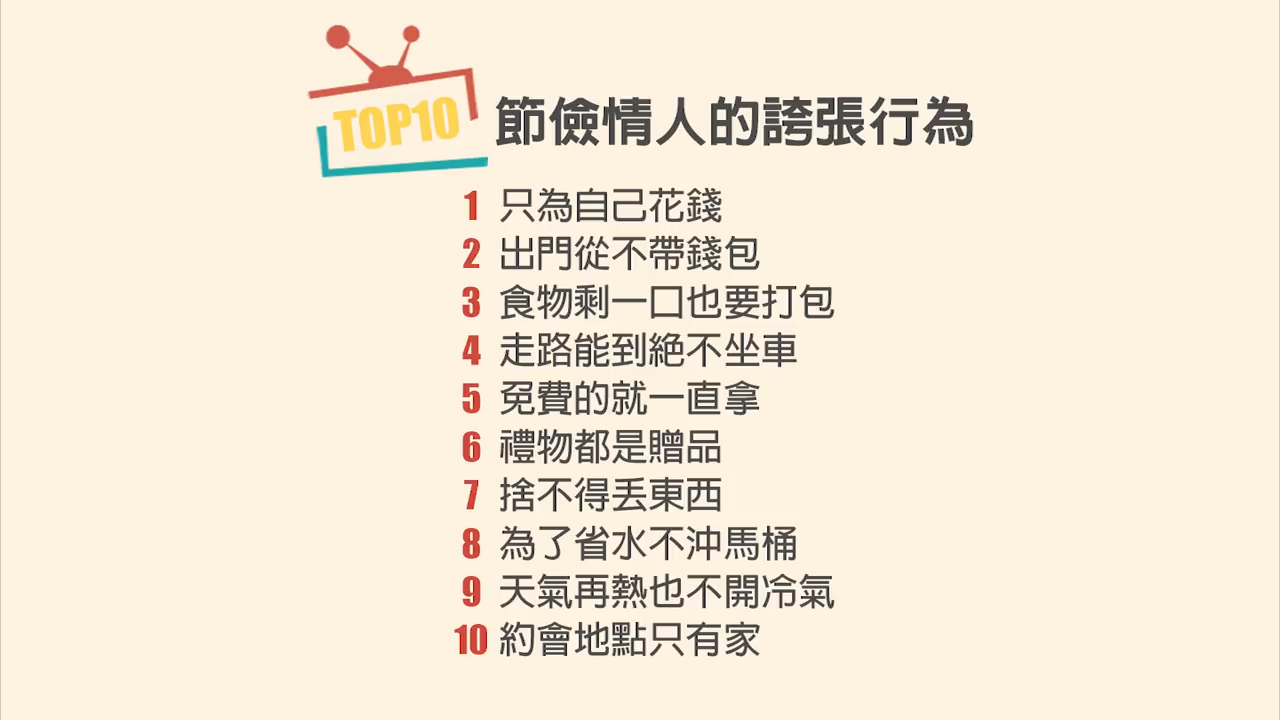 TOP10 節儉情人的誇張行為
1 只為自己花錢
2 出門從不帶錢包
3 食物剩一口也要打包
4 走路能到絕不坐車
5 免費的就一直拿
6 禮物都是贈品
7 捨不得丟東西
8 為了省水不沖馬桶
9 天氣再熱也不開冷氣
10 約會地點只有家